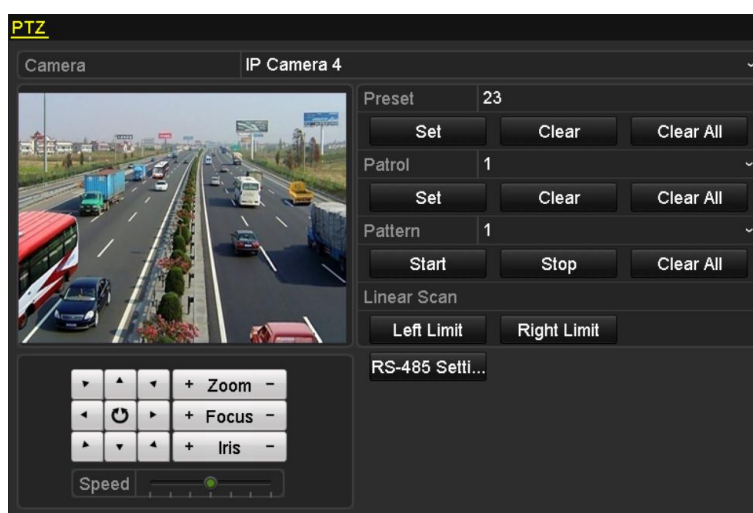 PTZ
Camera IP Camera 4
Preset 23
Set Clear Clear All
Patrol 1
Set Clear Clear All
Pattern 1
Start Stop Clear All
Linear Scan
Left Limit Right Limit
RS-485 Setti...
+ Zoom −
+ Focus −
+ Iris −
Speed